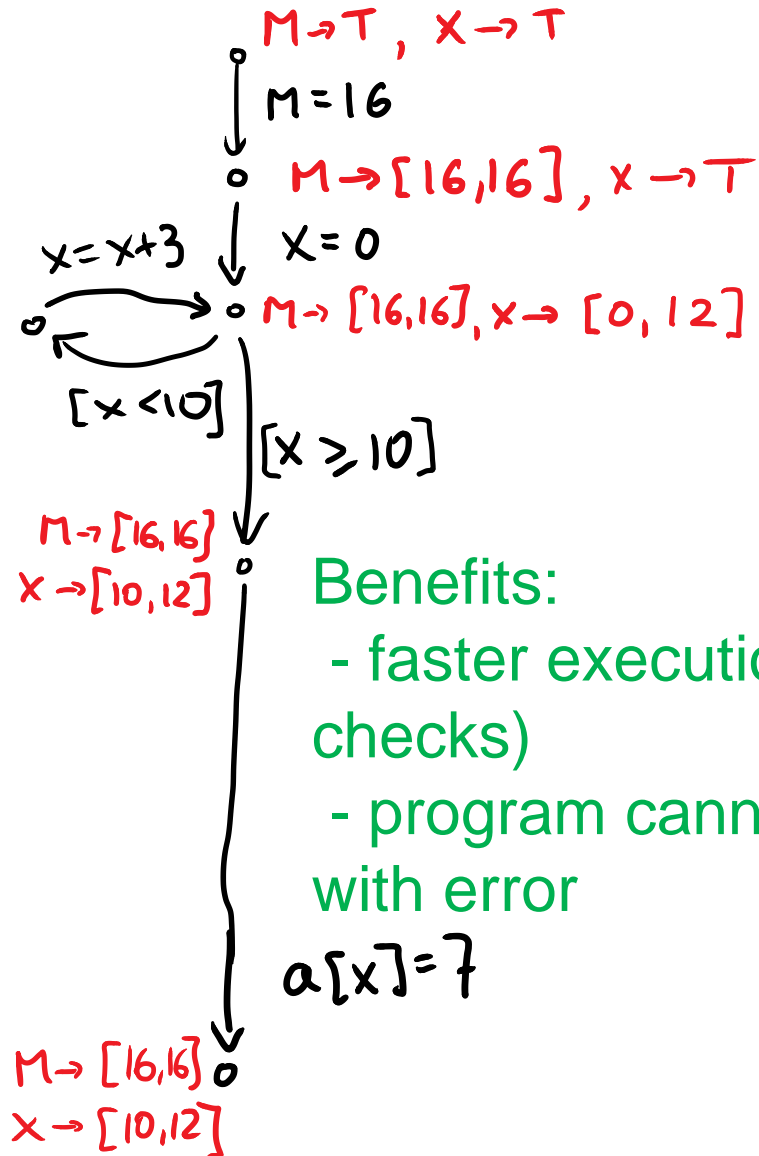 M→T, X→T
M=16
M→[16,16], X→T
x=x+3
X=0
M→[16,16], x→[0,12]
[x<10]
[x≥10]
M→[16,16]
X→[10,12]
Benefits:
- faster executio
checks)
- program cann
with error
a[x]=7
M→[16,16]
X→[10,12]